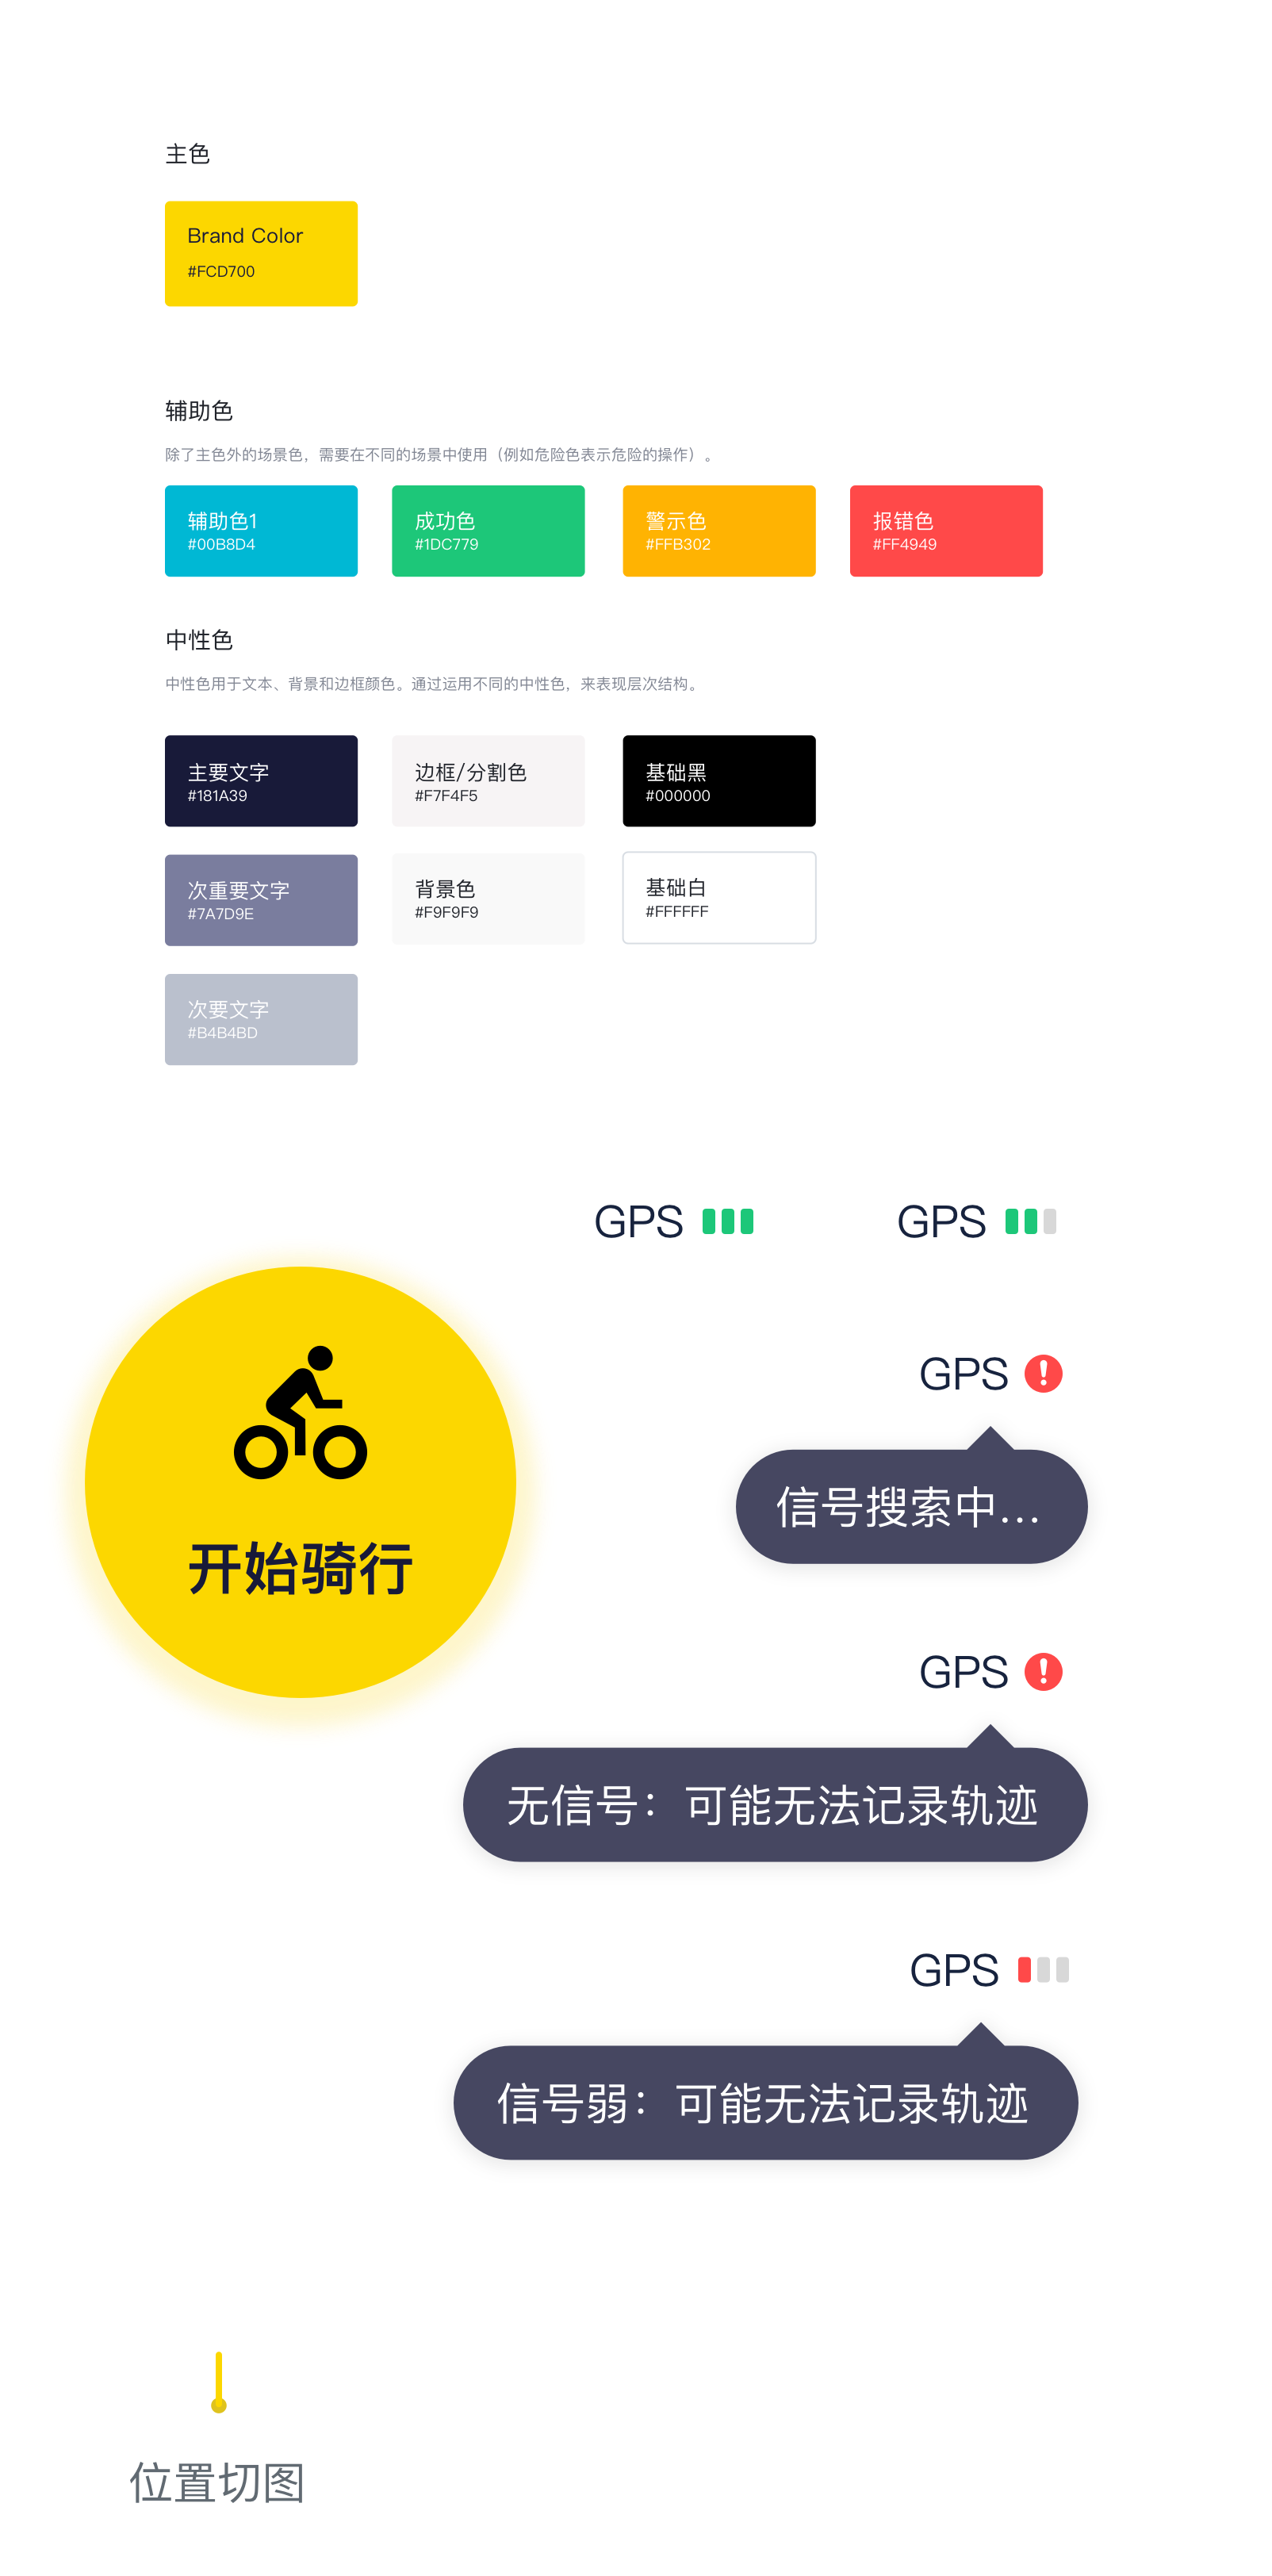 主色
Brand Color
#FCD700
辅助色
除了主色外的场景色，需要在不同的场景中使用（例如危险色表示危险的操作）。
辅助色1
#00B8D4
成功色
#1DC779
警示色
#FFB302
报错色
#FF4949
中性色
中性色用于文本、背景和边框颜色。通过运用不同的中性色，来表现层次结构。
主要文字
#181A39
边框/分割色
#F7F4F5
基础黑
#000000
次重要文字
#7A7D9E
背景色
#F9F9F9
基础白
#FFFFFF
次要文字
#B4B4BD
GPS
GPS
GPS
信号搜索中...
开始骑行
GPS
无信号：可能无法记录轨迹
GPS
信号弱：可能无法记录轨迹
位置切图